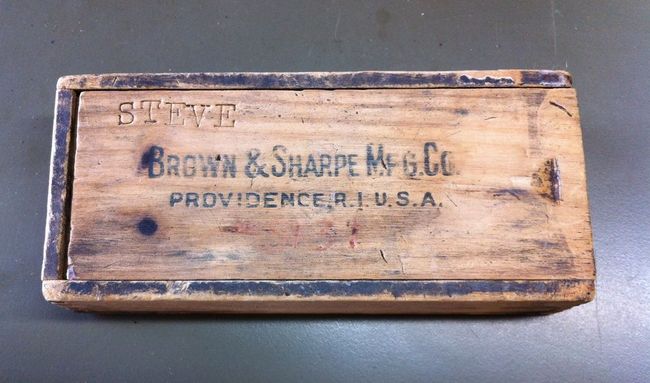 STEVE
BROWN & SHARPE MFG. CO.
PROVIDENCE, R.I. U.S.A.